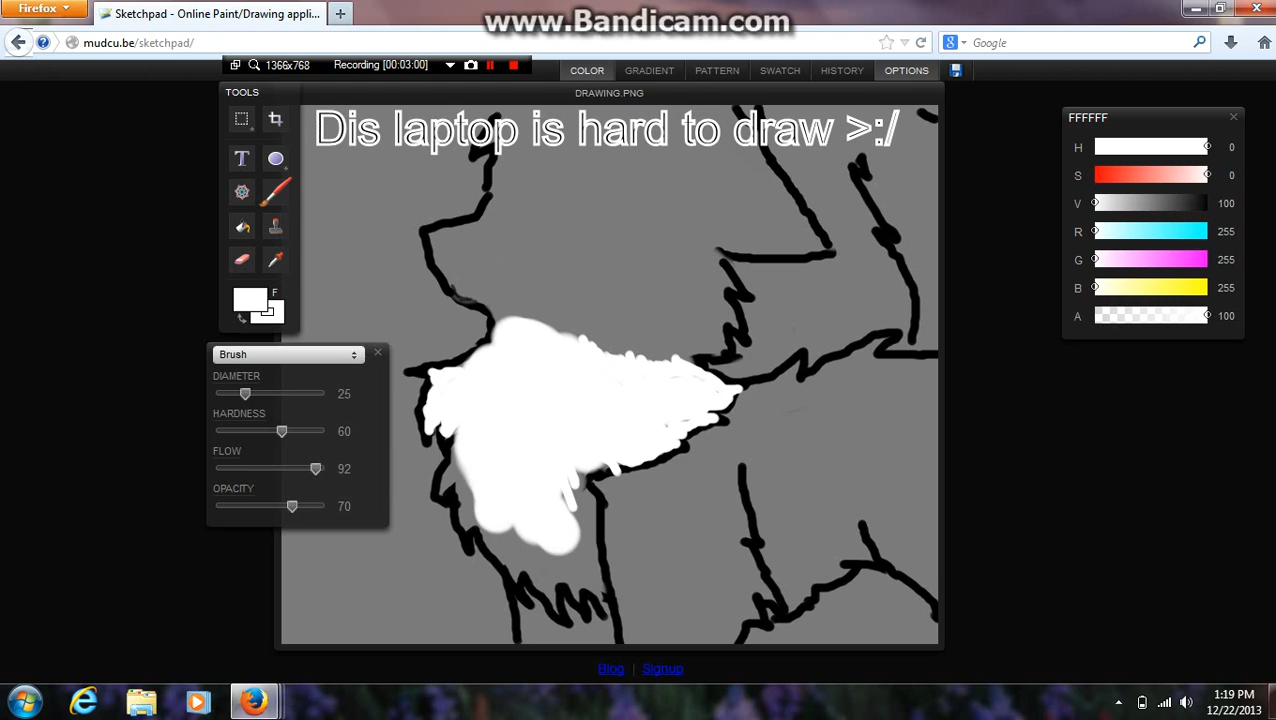 Firefox
Sketchpad - Online Paint/Drawing appli...
www.Bandicam.com
mudcu.be/sketchpad/
Google
1366x768
Recording [00:03:00]
COLOR
GRADIENT
PATTERN
SWATCH
HISTORY
OPTIONS
TOOLS
DRAWING.PNG
FFFFFF
Dis laptop is hard to draw >:/
H 0
S 0
V 100
R 255
G 255
B 255
A 100
T
F
Brush
DIAMETER
25
HARDNESS
60
FLOW
92
OPACITY
70
Blog | Signup
1:19 PM
12/22/2013